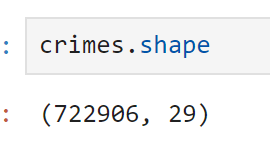 : crimes.shape
: (722906, 29)